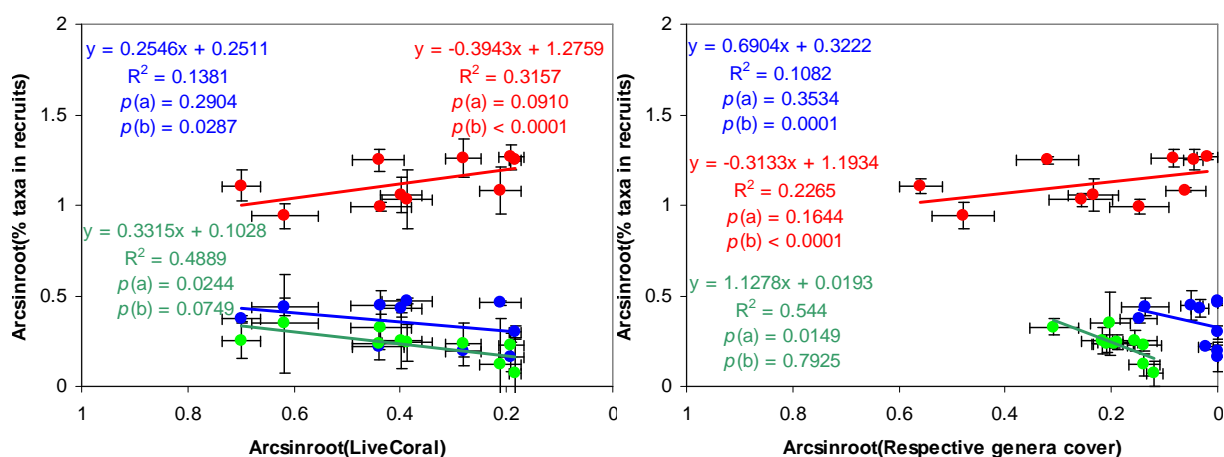 Arcsinroot(% taxa in recruits)
2
1.5
1
0.5
0
y = 0.2546x + 0.2511
R² = 0.1381
p(a) = 0.2904
p(b) = 0.0287
y = -0.3943x + 1.2759
R² = 0.3157
p(a) = 0.0910
p(b) < 0.0001
y = 0.3315x + 0.1028
R² = 0.4889
p(a) = 0.0244
p(b) = 0.0749
1 0.8 0.6 0.4 0.2
Arcsinroot(LiveCoral)
Arcsinroot(% taxa in recruits)
2
1.5
1
0.5
0
y = 0.6904x + 0.3222
R² = 0.1082
p(a) = 0.3534
p(b) = 0.0001
y = -0.3133x + 1.1934
R² = 0.2265
p(a) = 0.1644
p(b) < 0.0001
y = 1.1278x + 0.0193
R² = 0.544
p(a) = 0.0149
p(b) = 0.7925
1 0.8 0.6 0.4 0.2 0
Arcsinroot(Respective genera cover)